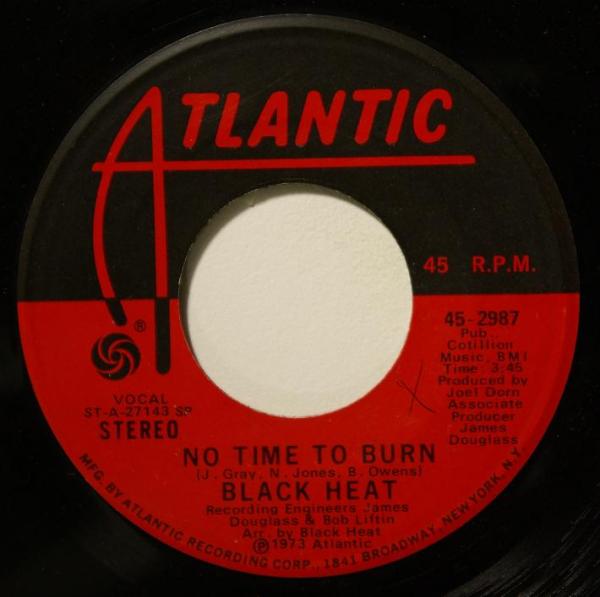 ATLANTIC
45 R.P.M.
®
45-2987
Pub.,
Cotillion
Music, BMI
Time: 3:45
Produced by
Joel Dorn
Associate
Producer
James
Douglass
VOCAL
ST-A-27143 SP
STEREO
NO TIME TO BURN
(J. Gray, N. Jones, B. Owens)
BLACK HEAT
Recording Engineers James
Douglass & Bob Liftin
Arr. by Black Heat
℗ 1973 Atlantic
MFG. BY ATLANTIC RECORDING CORP., 1841 BROADWAY, NEW YORK, N.Y.